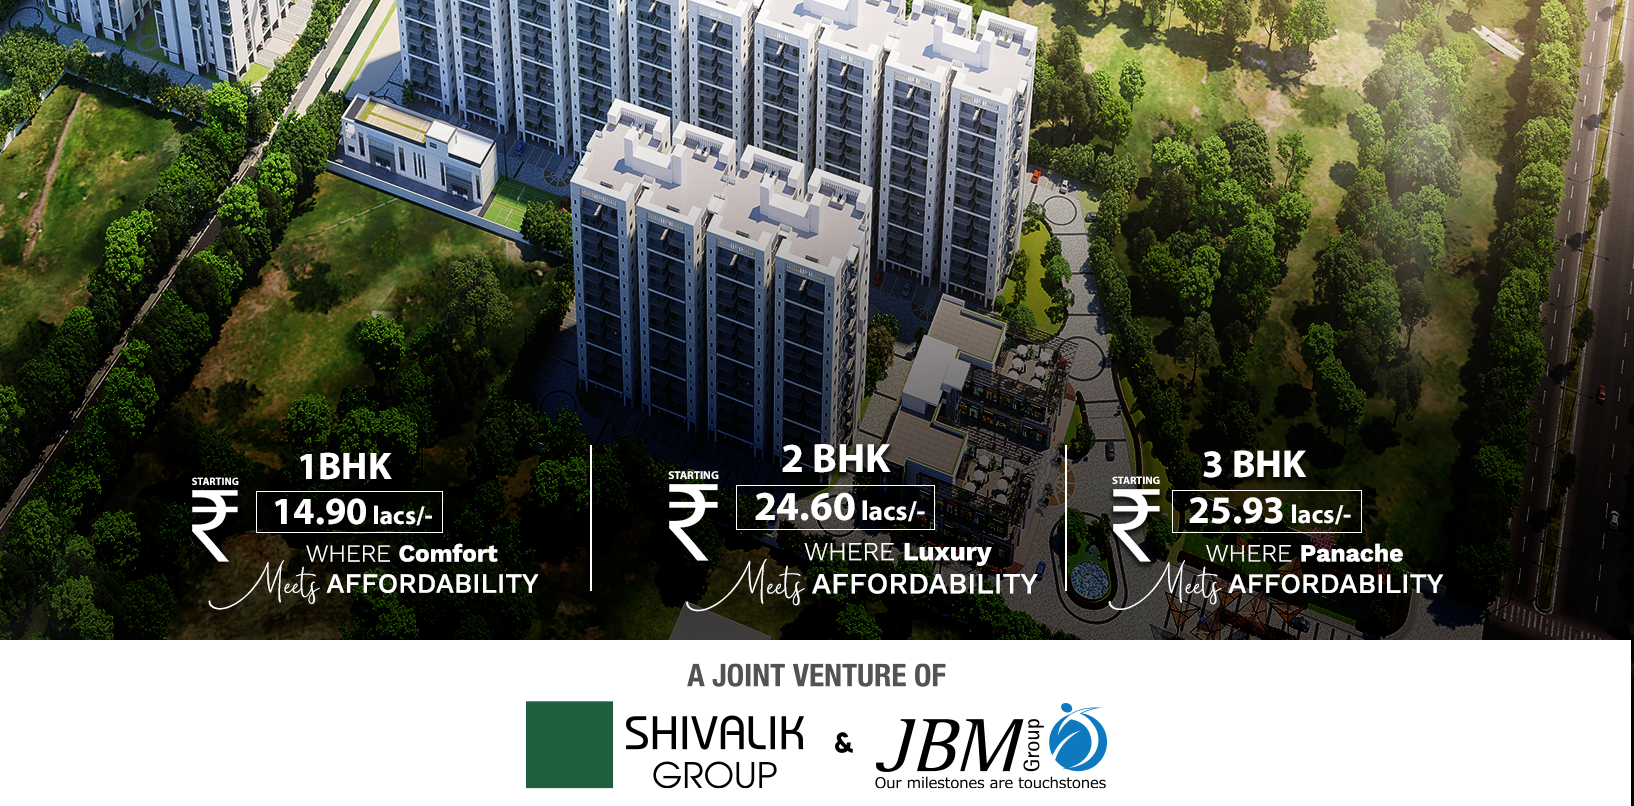 1BHK
STARTING
₹ 14.90 lacs/-
WHERE Comfort
Meets AFFORDABILITY
2 BHK
STARTING
₹ 24.60 lacs/-
WHERE Luxury
Meets AFFORDABILITY
3 BHK
STARTING
₹ 25.93 lacs/-
WHERE Panache
Meets AFFORDABILITY
A JOINT VENTURE OF
SHIVALIK
GROUP
&
JBM Group
Our milestones are touchstones